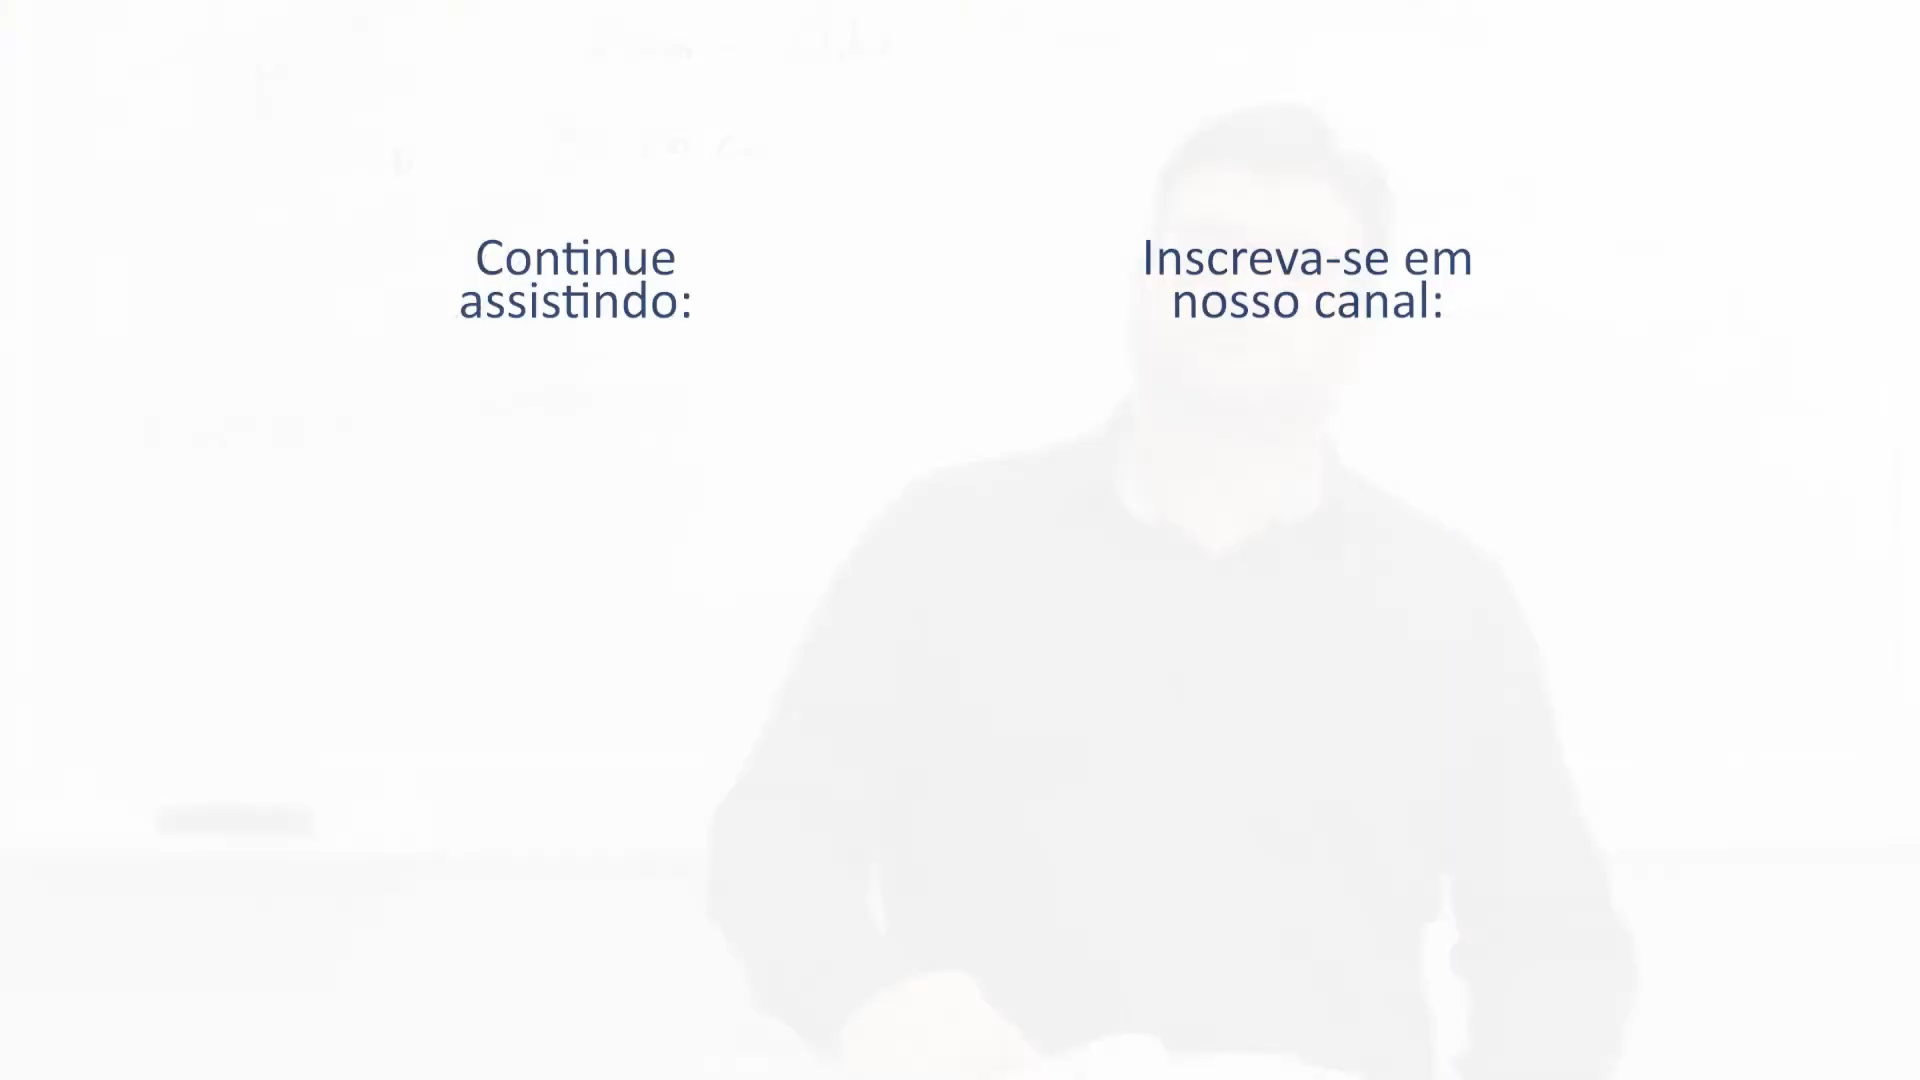 Continue
assistindo:
Inscreva-se em
nosso canal: